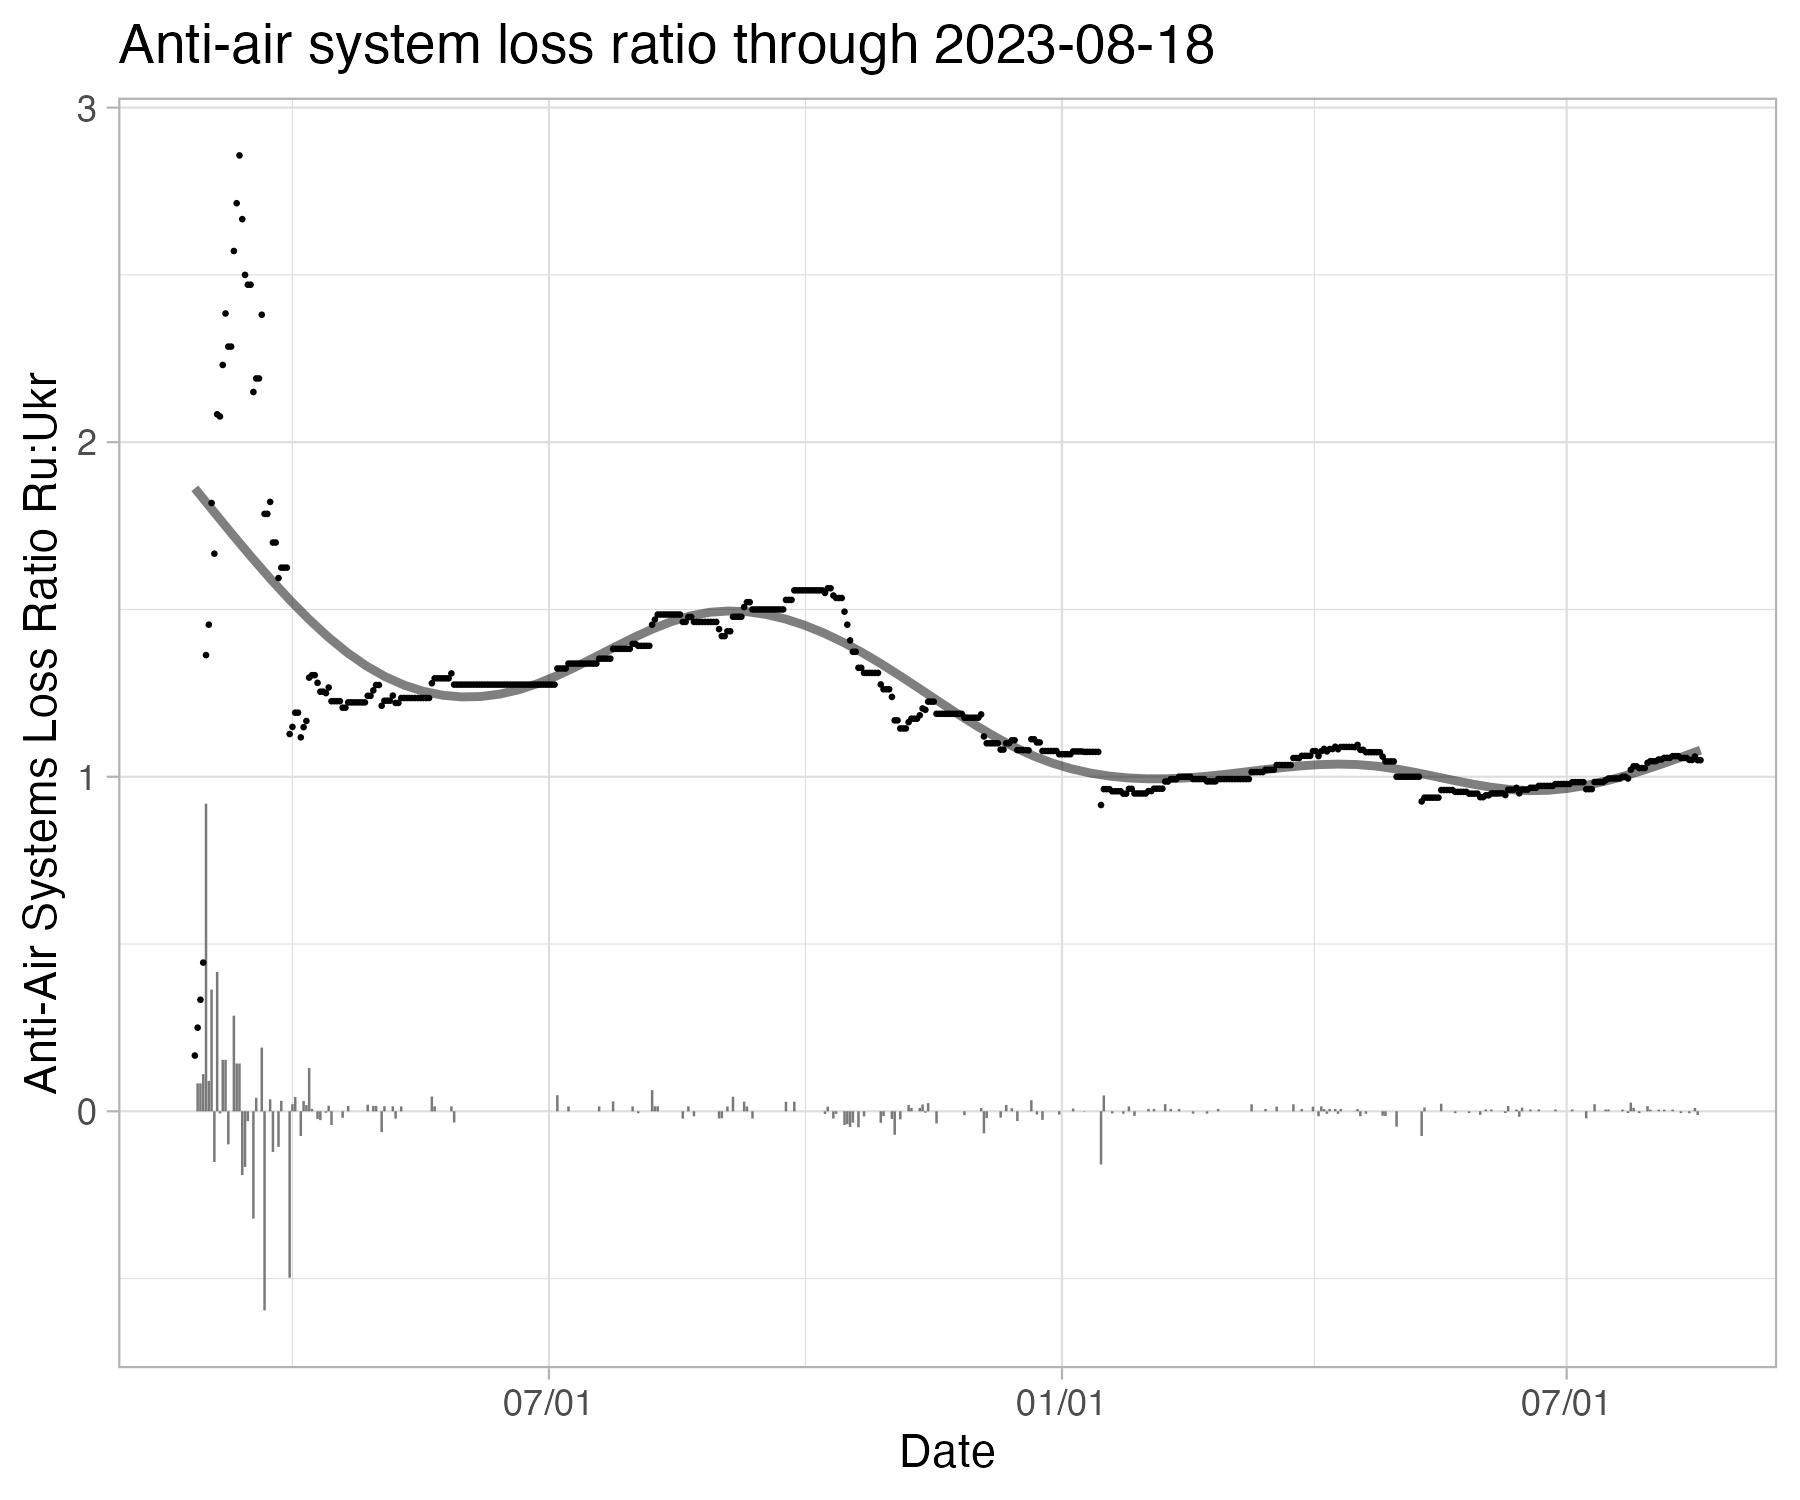 Anti-air system loss ratio through 2023-08-18
Anti-Air Systems Loss Ratio Ru:Ukr
3
2
1
0
07/01
01/01
07/01
Date